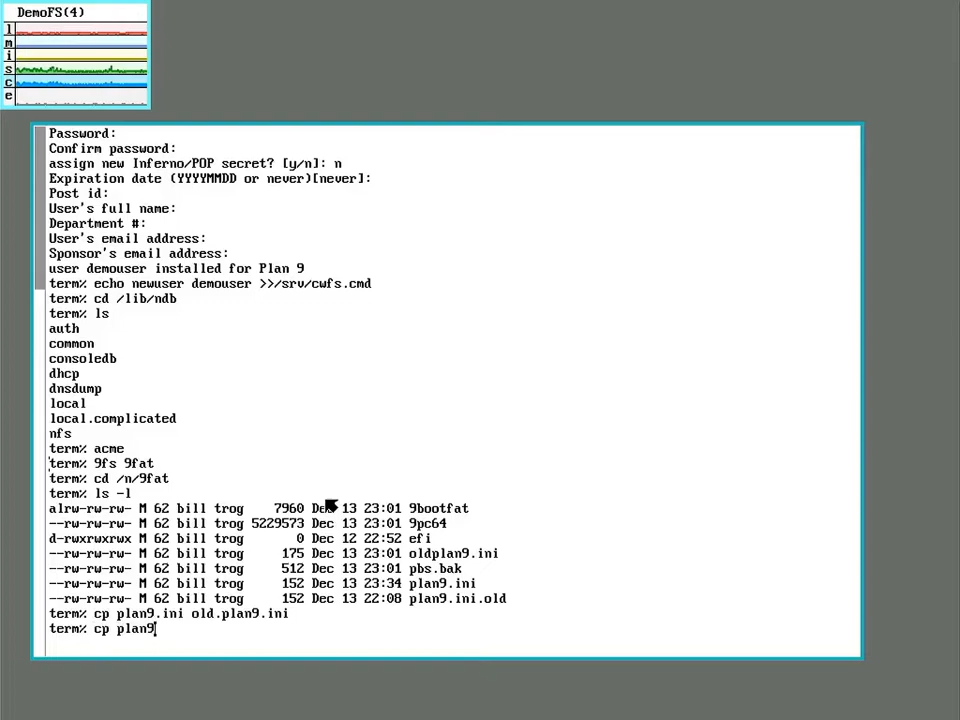 DemoFS(4)
l
m
i
s
c
e
Password:
Confirm password:
assign new Inferno/POP secret? [y/n]: n
Expiration date (YYYYMMDD or never)[never]:
Post id:
User's full name:
Department #:
User's email address:
Sponsor's email address:
user demouser installed for Plan 9
term% echo newuser demouser >>/srv/cwfs.cmd
term% cd /lib/ndb
term% ls
auth
common
consoledb
dhcp
dnsdump
local
local.complicated
nfs
term% acme
term% 9fs 9fat
term% cd /n/9fat
term% ls -l
alrw-rw-rw- M 62 bill trog    7960 Dec 13 23:01 9bootfat
--rw-rw-rw- M 62 bill trog 5229573 Dec 13 23:01 9pc64
d-rwxrwxrwx M 62 bill trog       0 Dec 12 22:52 efi
--rw-rw-rw- M 62 bill trog     175 Dec 13 23:01 oldplan9.ini
--rw-rw-rw- M 62 bill trog     512 Dec 13 23:01 pbs.bak
--rw-rw-rw- M 62 bill trog     152 Dec 13 23:34 plan9.ini
--rw-rw-rw- M 62 bill trog     152 Dec 13 22:08 plan9.ini.old
term% cp plan9.ini old.plan9.ini
term% cp plan9